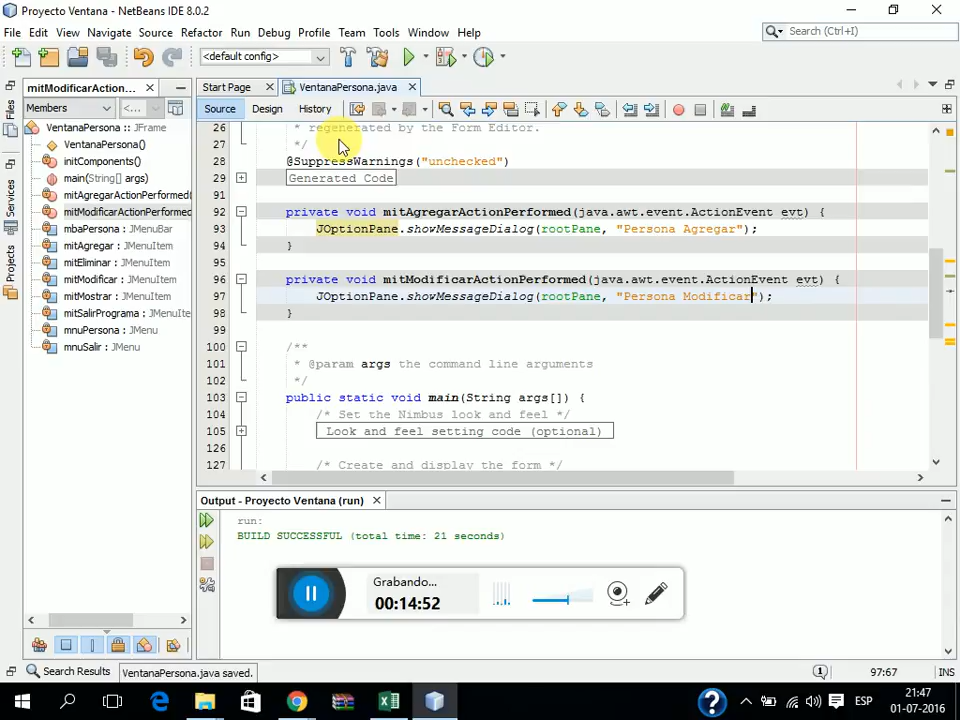 Proyecto Ventana - NetBeans IDE 8.0.2
File Edit View Navigate Source Refactor Run Debug Profile Team Tools Window Help
Search (Ctrl+I)
<default config>
mitModificarAction...
Start Page
VentanaPersona.java
Members
<...
Source Design History
Files
Services
Projects
VentanaPersona :: JFrame
VentanaPersona()
initComponents()
main(String[] args)
mitAgregarActionPerformed(
mitModificarActionPerformed
mbaPersona : JMenuBar
mitAgregar : JMenuItem
mitEliminar : JMenuItem
mitModificar : JMenuItem
mitMostrar : JMenuItem
mitSalirPrograma : JMenuIte
mnuPersona : JMenu
mnuSalir : JMenu
26 * regenerated by the Form Editor.
27 */
28 @SuppressWarnings("unchecked")
29 Generated Code
91
92 private void mitAgregarActionPerformed(java.awt.event.ActionEvent evt) {
93 JOptionPane.showMessageDialog(rootPane, "Persona Agregar");
94 }
95
96 private void mitModificarActionPerformed(java.awt.event.ActionEvent evt) {
97 JOptionPane.showMessageDialog(rootPane, "Persona Modificar");
98 }
99
100 /**
101 * @param args the command line arguments
102 */
103 public static void main(String args[]) {
104 /* Set the Nimbus look and feel */
105 Look and feel setting code (optional)
126
127 /* Create and display the form */
Output - Proyecto Ventana (run)
run:
BUILD SUCCESSFUL (total time: 21 seconds)
Grabando...
00:14:52
Search Results
VentanaPersona.java saved.
1
97:67
INS
ESP
21:47
01-07-2016